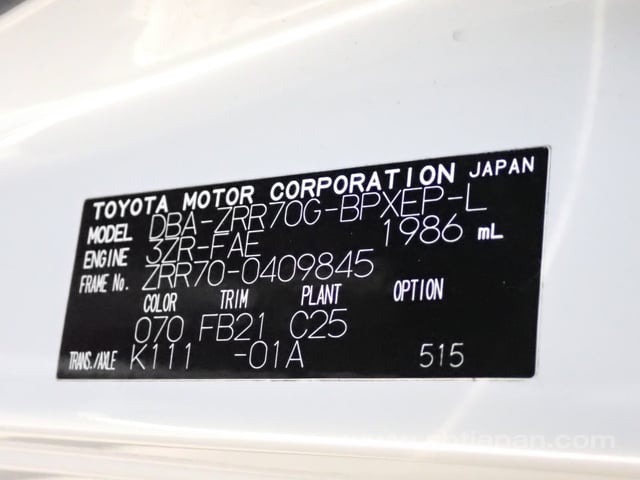 TOYOTA MOTOR CORPORATION JAPAN
MODEL DBA-ZRR70G-BPXEP-L
ENGINE 3ZR-FAE 1986 mL
FRAME No. ZRR70-0409845
COLOR TRIM PLANT OPTION
070 FB21 C25
TRANS./AXLE K111 -01A 515